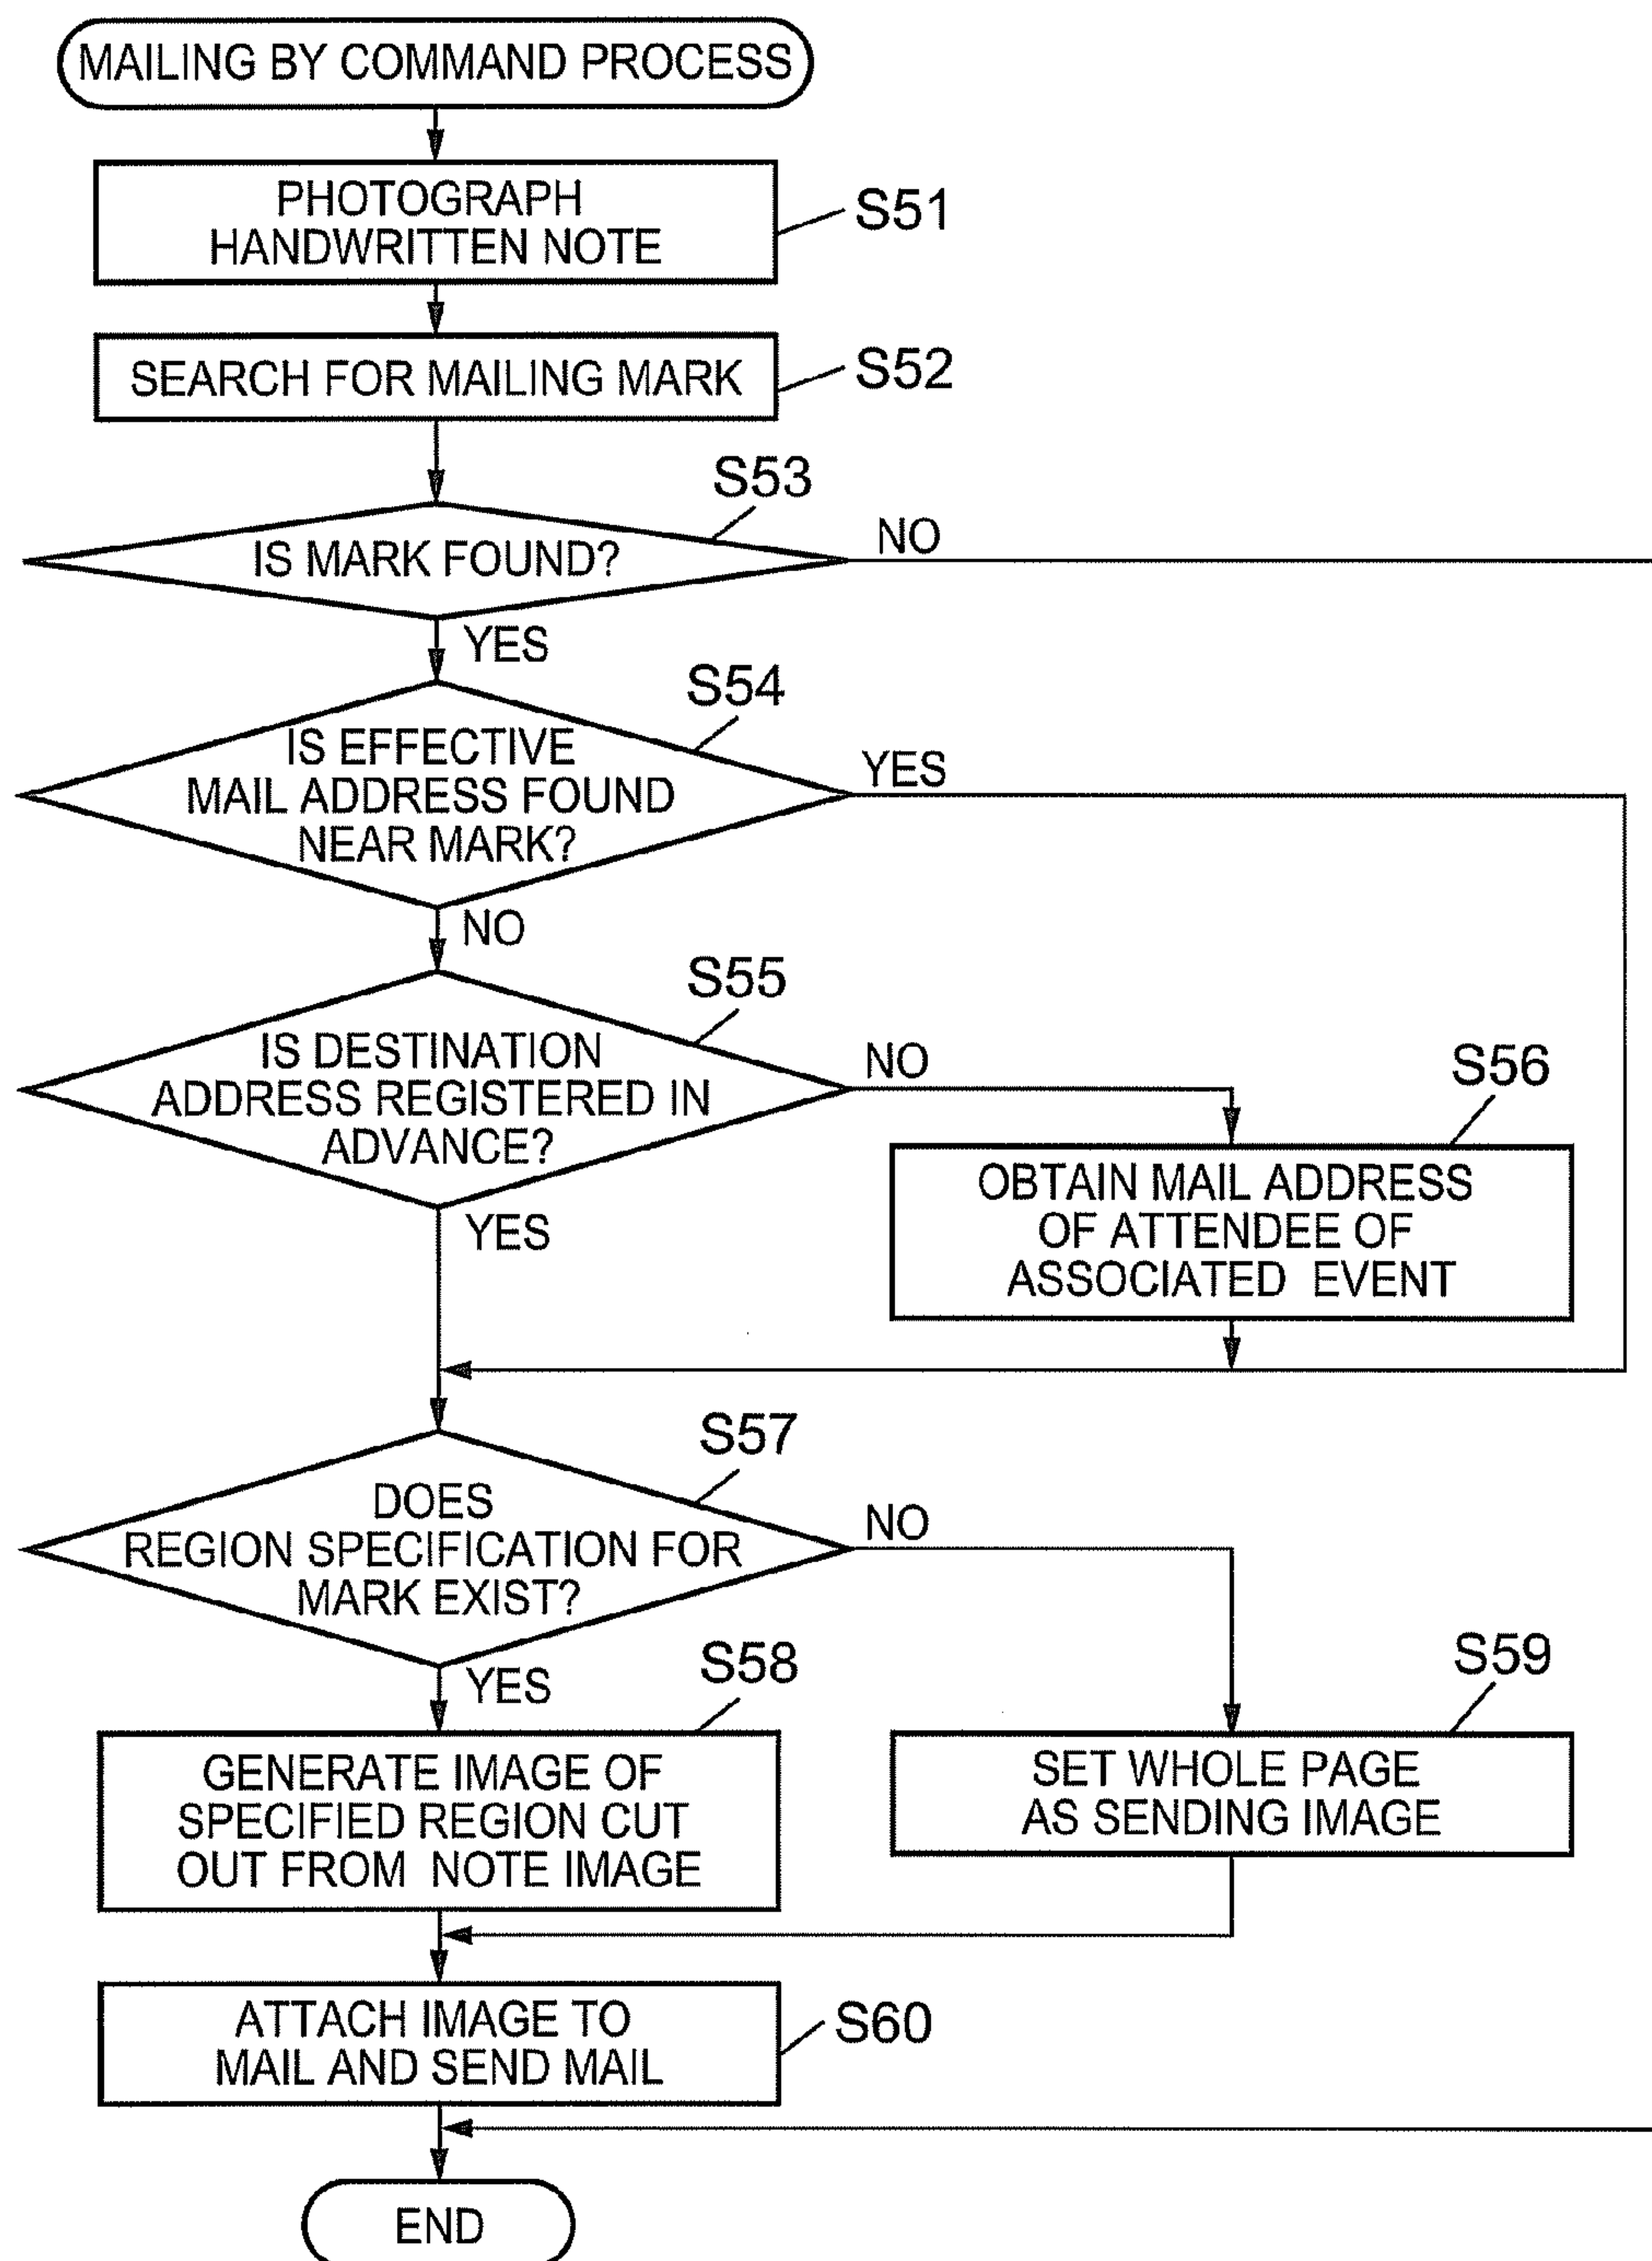 MAILING BY COMMAND PROCESS
PHOTOGRAPH
HANDWRITTEN NOTE
S51
SEARCH FOR MAILING MARK
S52
S53
IS MARK FOUND?
NO
YES
S54
IS EFFECTIVE
MAIL ADDRESS FOUND
NEAR MARK?
YES
NO
S55
IS DESTINATION
ADDRESS REGISTERED IN
ADVANCE?
NO
YES
S56
OBTAIN MAIL ADDRESS
OF ATTENDEE OF
ASSOCIATED EVENT
S57
DOES
REGION SPECIFICATION FOR
MARK EXIST?
NO
YES
S58
GENERATE IMAGE OF
SPECIFIED REGION CUT
OUT FROM NOTE IMAGE
S59
SET WHOLE PAGE
AS SENDING IMAGE
ATTACH IMAGE TO
MAIL AND SEND MAIL
S60
END